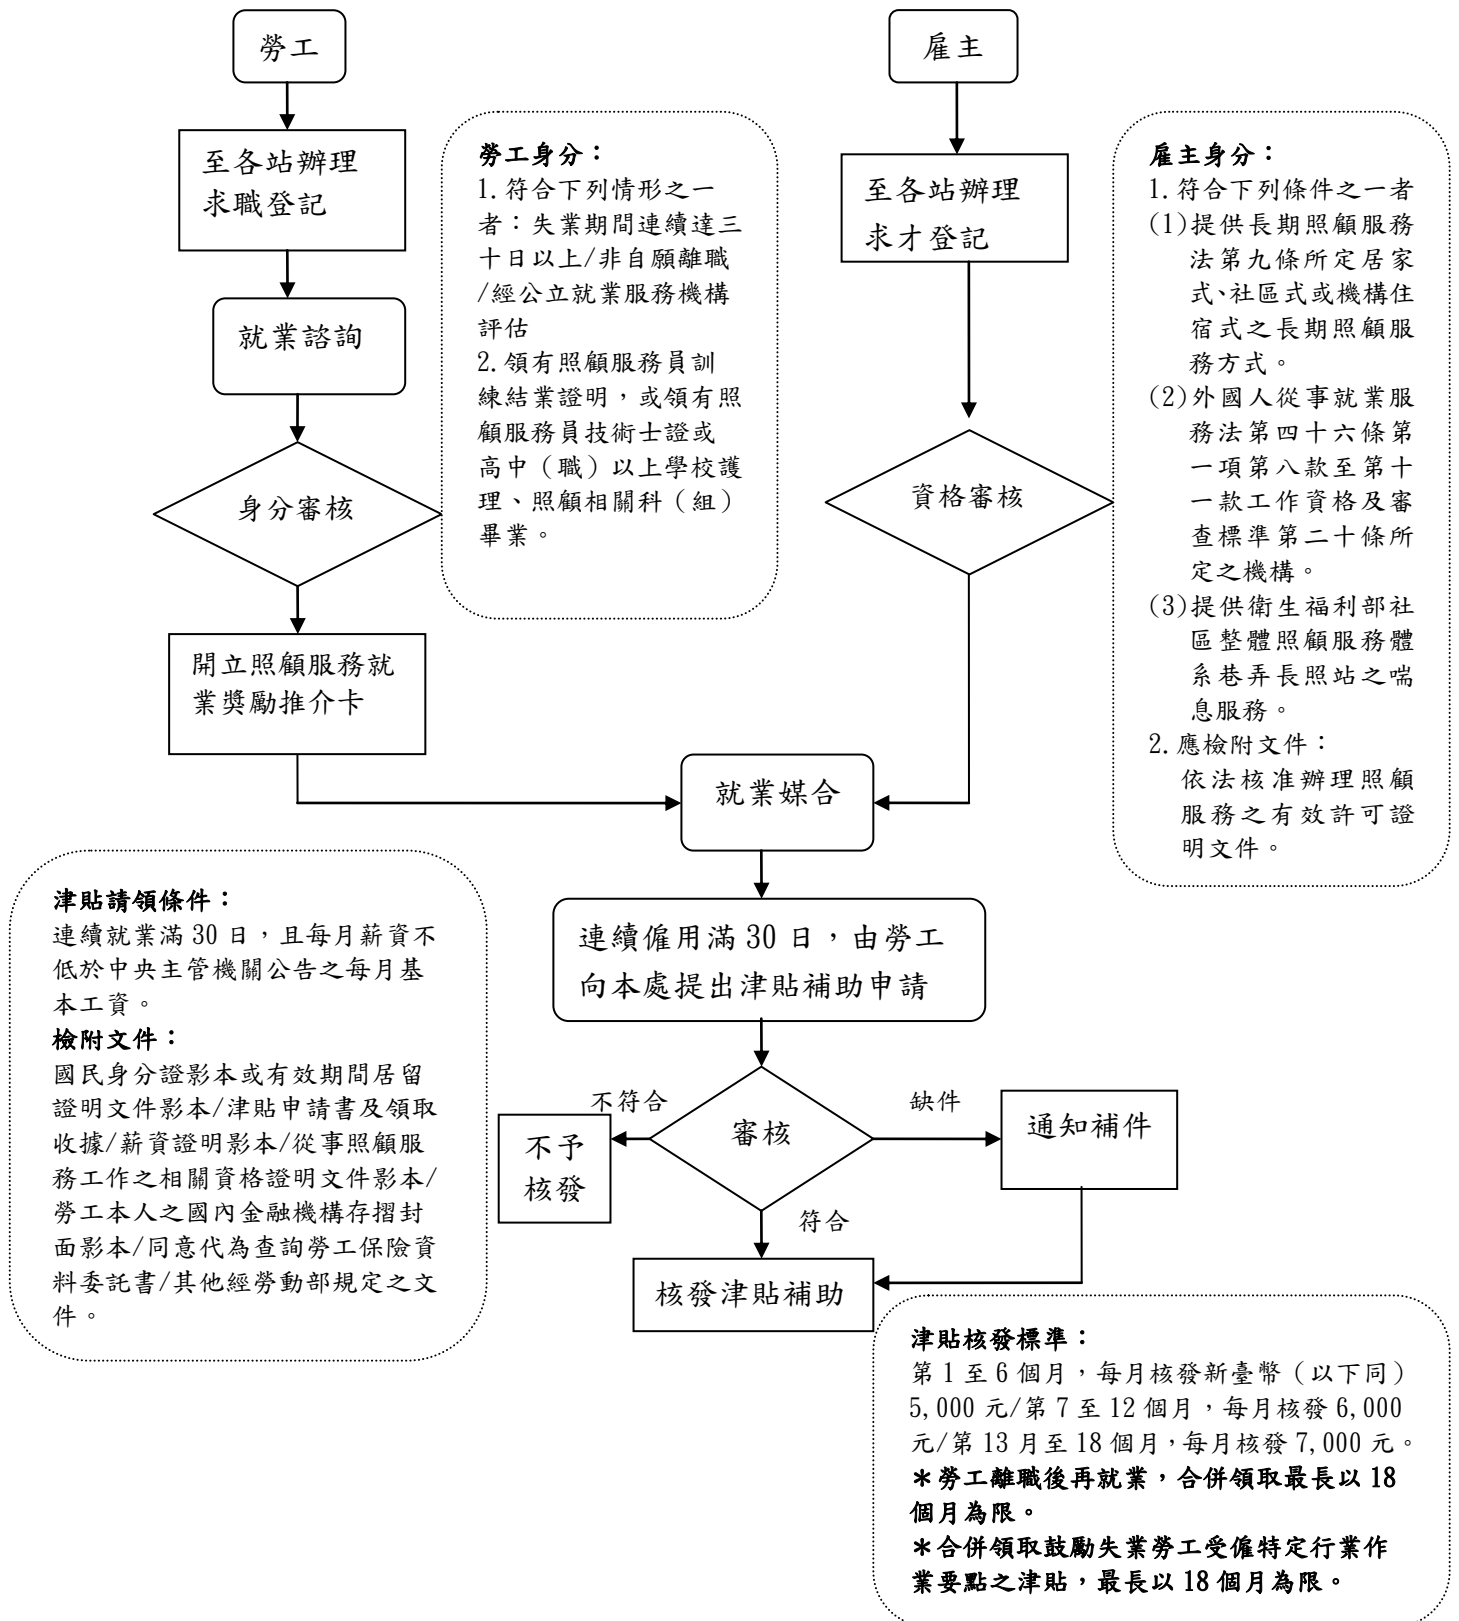 勞工
雇主
至各站辦理
求職登記
勞工身分：
1.符合下列情形之一
者：失業期間連續達三
十日以上/非自願離職
/經公立就業服務機構
評估
2.領有照顧服務員訓
練結業證明，或領有照
顧服務員技術士證或
高中（職）以上學校護
理、照顧相關科（組）
畢業。
至各站辦理
求才登記
雇主身分：
1.符合下列條件之一者
(1)提供長期照顧服務
法第九條所定居家
式、社區式或機構住
宿式之長期照顧服
務方式。
(2)外國人從事就業服
務法第四十六條第
一項第八款至第十
一款工作資格及審
查標準第二十條所
定之機構。
(3)提供衛生福利部社
區整體照顧服務體
系巷弄長照站之喘
息服務。
2.應檢附文件：
依法核准辦理照顧
服務之有效許可證
明文件。
就業諮詢
身分審核
資格審核
開立照顧服務就
業獎勵推介卡
就業媒合
津貼請領條件：
連續就業滿 30 日，且每月薪資不
低於中央主管機關公告之每月基
本工資。
檢附文件：
國民身分證影本或有效期間居留
證明文件影本/津貼申請書及領取
收據/薪資證明影本/從事照顧服
務工作之相關資格證明文件影本/
勞工本人之國內金融機構存摺封
面影本/同意代為查詢勞工保險資
料委託書/其他經勞動部規定之文
件。
連續僱用滿 30 日，由勞工
向本處提出津貼補助申請
不符合
審核
缺件
通知補件
不予
核發
符合
核發津貼補助
津貼核發標準：
第 1 至 6 個月，每月核發新臺幣（以下同）
5,000 元/第 7 至 12 個月，每月核發 6,000
元/第 13 月至 18 個月，每月核發 7,000 元。
＊勞工離職後再就業，合併領取最長以 18
個月為限。
＊合併領取鼓勵失業勞工受僱特定行業作
業要點之津貼，最長以 18 個月為限。